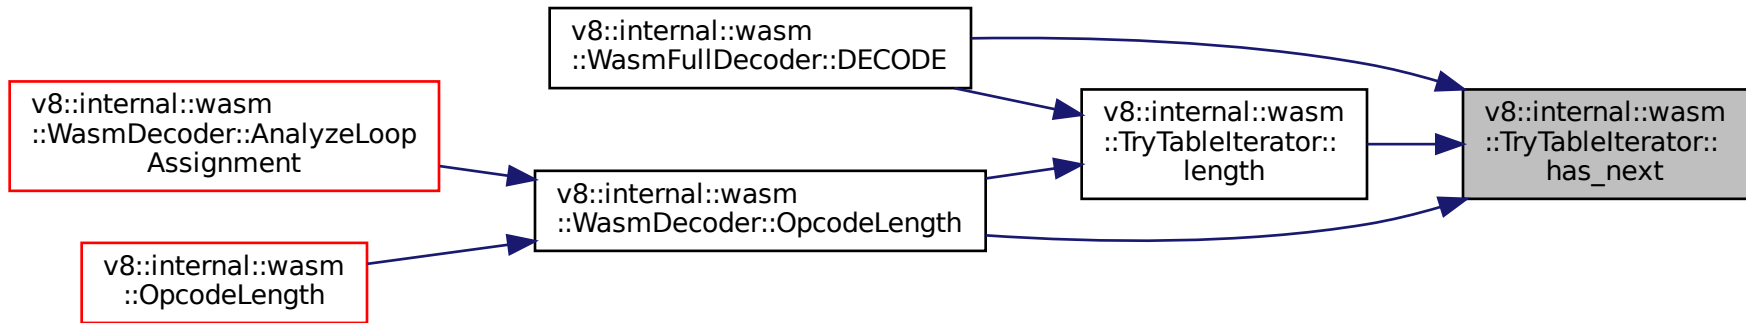 v8::internal::wasm
::WasmFullDecoder::DECODE
v8::internal::wasm
::WasmDecoder::AnalyzeLoop
Assignment
v8::internal::wasm
::TryTableIterator::
length
v8::internal::wasm
::TryTableIterator::
has_next
v8::internal::wasm
::WasmDecoder::OpcodeLength
v8::internal::wasm
::OpcodeLength